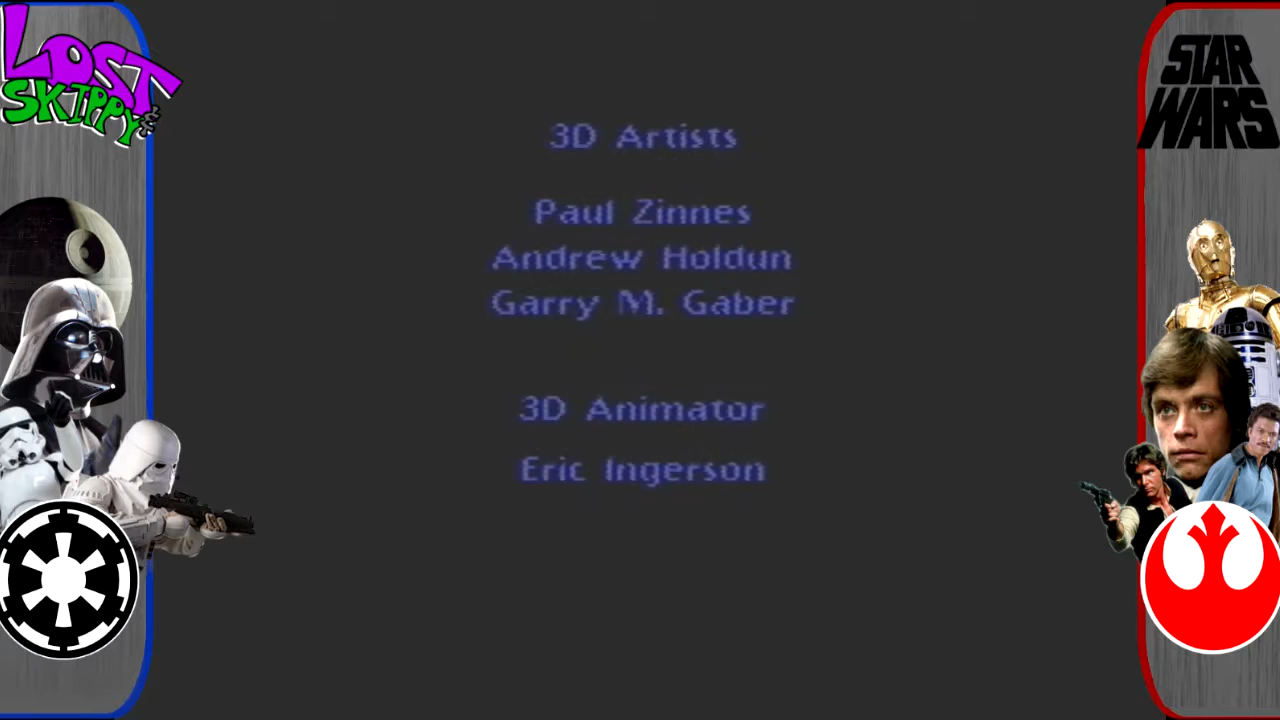 LOST
SKIPPY &
STAR
WARS
3D Artists
Paul Zinnes
Andrew Holdun
Garry M. Gaber
3D Animator
Eric Ingerson